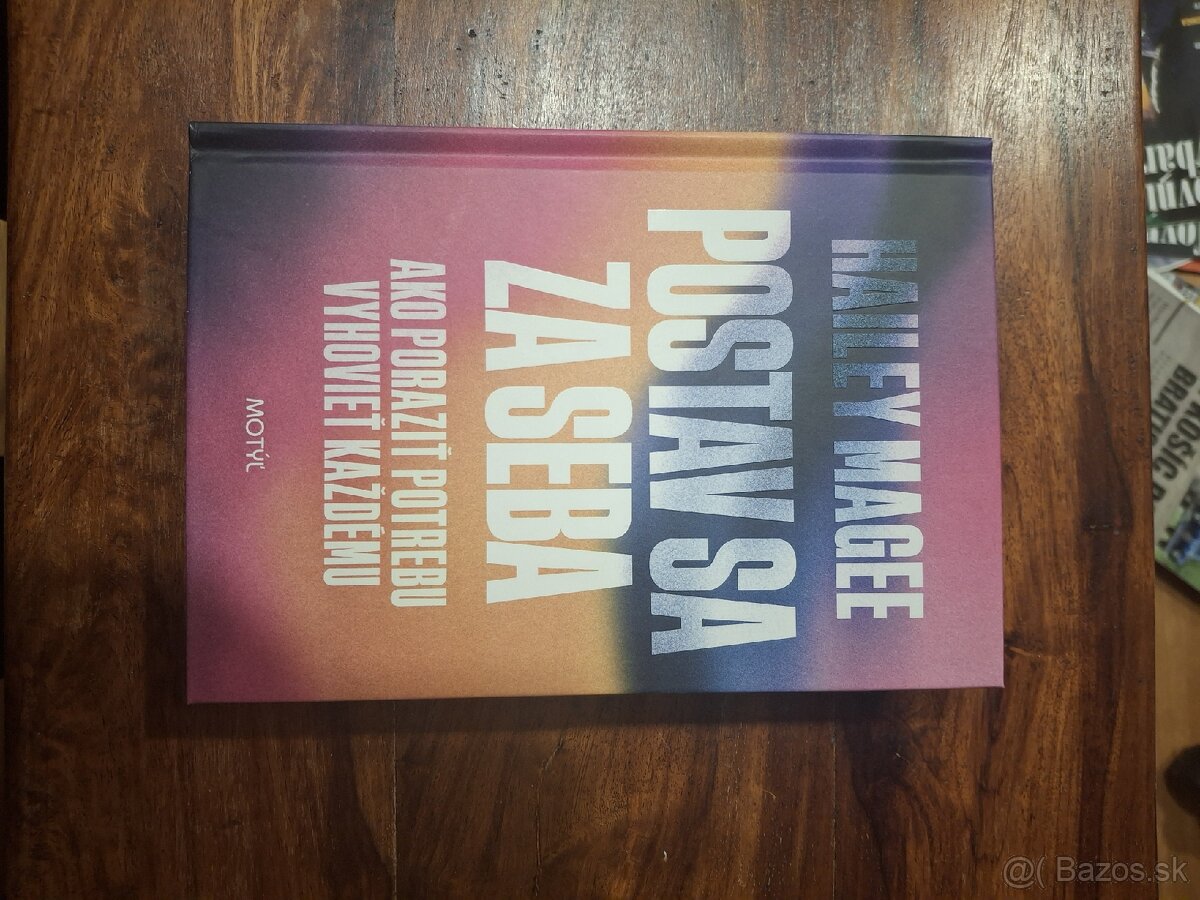 HAILEY MAGEE
POSTAV SA
ZA SEBA
AKO PORAZIŤ POTREBU
VYHOVIEŤ KAŽDÉMU
MOTÝĽ
@( Bazos.sk